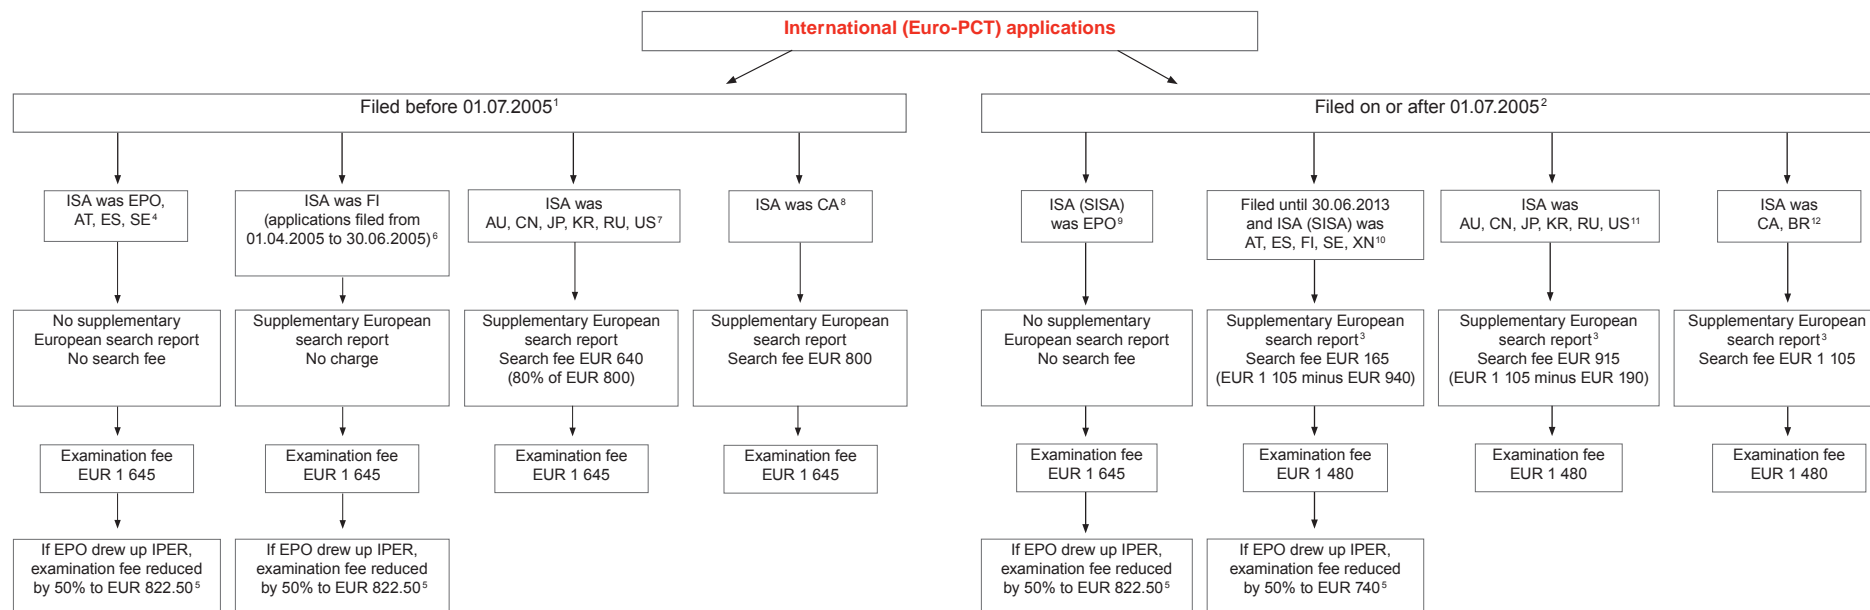 International (Euro-PCT) applications
Filed before 01.07.2005¹
Filed on or after 01.07.2005²
ISA was EPO,
AT, ES, SE⁴
ISA was FI
(applications filed from
01.04.2005 to 30.06.2005)⁶
ISA was
AU, CN, JP, KR, RU, US⁷
ISA was CA⁸
ISA (SISA)
was EPO⁹
Filed until 30.06.2013
and ISA (SISA) was
AT, ES, FI, SE, XN¹⁰
ISA was
AU, CN, JP, KR, RU, US¹¹
ISA was
CA, BR¹²
No supplementary
European search report
No search fee
Supplementary European
search report
No charge
Supplementary European
search report
Search fee EUR 640
(80% of EUR 800)
Supplementary European
search report
Search fee EUR 800
No supplementary
European search report
No search fee
Supplementary European
search report³
Search fee EUR 165
(EUR 1 105 minus EUR 940)
Supplementary European
search report³
Search fee EUR 915
(EUR 1 105 minus EUR 190)
Supplementary European
search report³
Search fee EUR 1 105
Examination fee
EUR 1 645
Examination fee
EUR 1 645
Examination fee
EUR 1 645
Examination fee
EUR 1 645
Examination fee
EUR 1 645
Examination fee
EUR 1 480
Examination fee
EUR 1 480
Examination fee
EUR 1 480
If EPO drew up IPER,
examination fee reduced
by 50% to EUR 822.50⁵
If EPO drew up IPER,
examination fee reduced
by 50% to EUR 822.50⁵
If EPO drew up IPER,
examination fee reduced
by 50% to EUR 822.50⁵
If EPO drew up IPER,
examination fee reduced
by 50% to EUR 740⁵